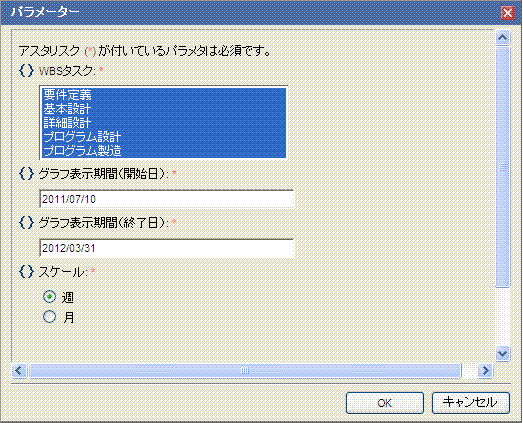 パラメーター
アスタリスク (*) が付いているパラメタは必須です。
{} WBSタスク: *
要件定義
基本設計
詳細設計
プログラム設計
プログラム製造
{} グラフ表示期間(開始日): *
2011/07/10
{} グラフ表示期間(終了日): *
2012/03/31
{} スケール: *
週
月
OK
キャンセル